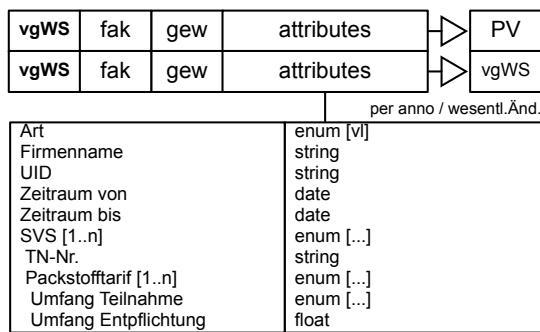 vgWS fak gew attributes PV
vgWS fak gew attributes vgWS
per anno / wesentl.Änd.
Art enum [vl]
Firmenname string
UID string
Zeitraum von date
Zeitraum bis date
SVS [1..n] enum [...]
TN-Nr. string
Packstofftarif [1..n] enum [...]
Umfang Teilnahme enum [...]
Umfang Entpflichtung float